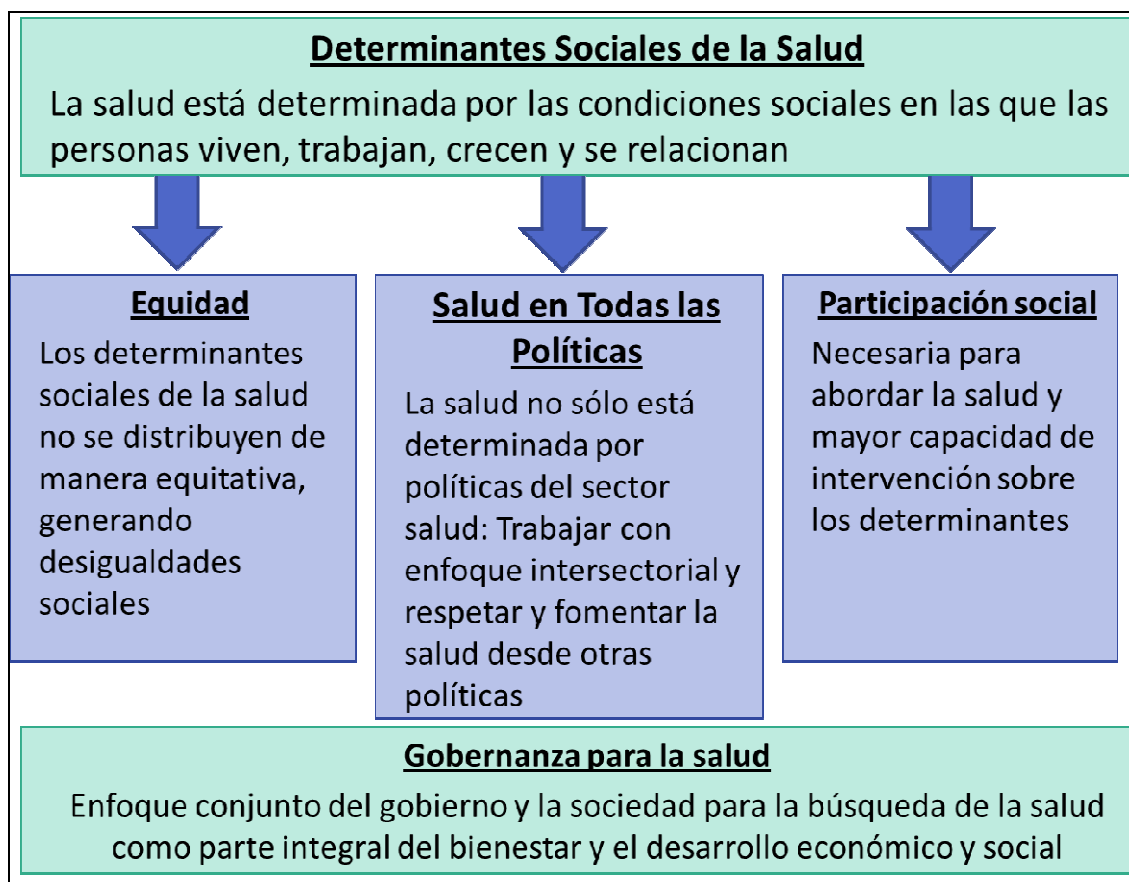 Determinantes Sociales de la Salud
La salud está determinada por las condiciones sociales en las que las
personas viven, trabajan, crecen y se relacionan
Equidad
Los determinantes
sociales de la salud
no se distribuyen de
manera equitativa,
generando
desigualdades
sociales
Salud en Todas las
Políticas
La salud no sólo está
determinada por
políticas del sector
salud: Trabajar con
enfoque intersectorial y
respetar y fomentar la
salud desde otras
políticas
Participación social
Necesaria para
abordar la salud y
mayor capacidad de
intervención sobre
los determinantes
Gobernanza para la salud
Enfoque conjunto del gobierno y la sociedad para la búsqueda de la salud
como parte integral del bienestar y el desarrollo económico y social